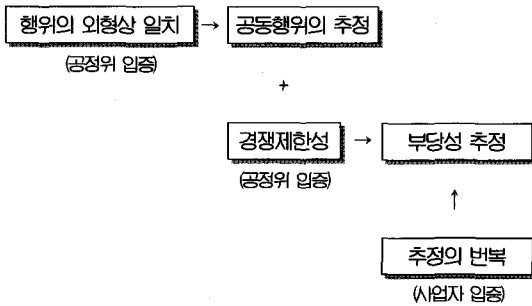 행위의 외형상 일치 → 공동행위의 추정
(공정위 입증)
+
경쟁제한성 → 부당성 추정
(공정위 입증)
↑
추정의 번복
(사업자 입증)